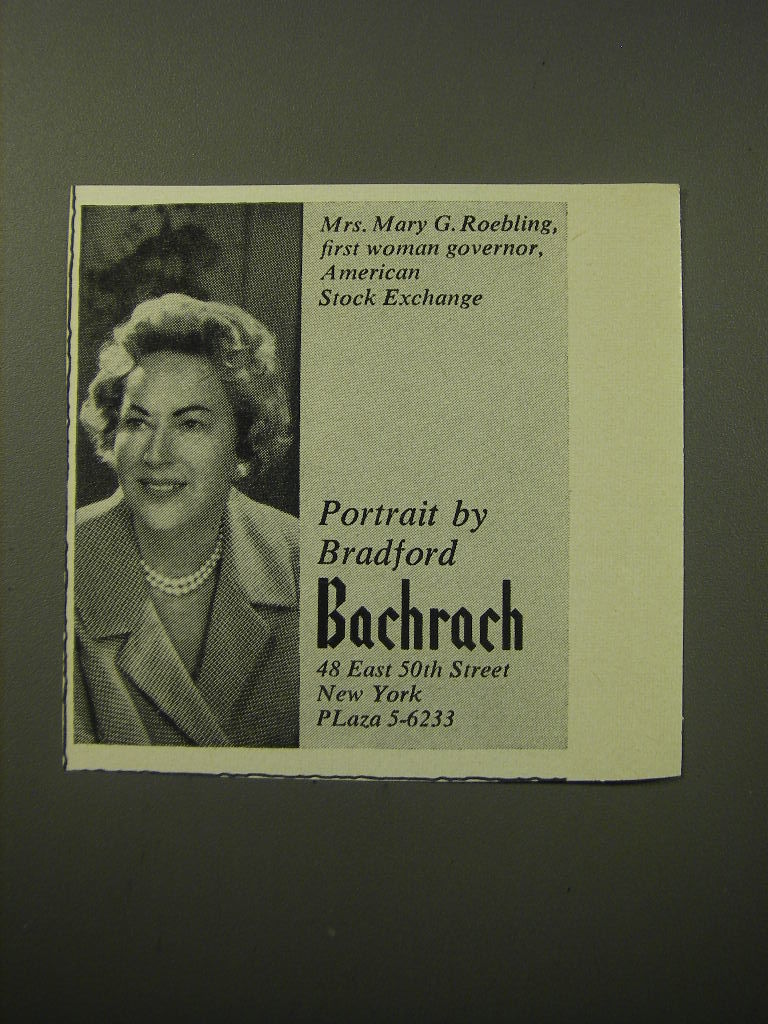 Mrs. Mary G. Roebling,
first woman governor,
American
Stock Exchange
Portrait by
Bradford
Bachrach
48 East 50th Street
New York
PLaza 5-6233